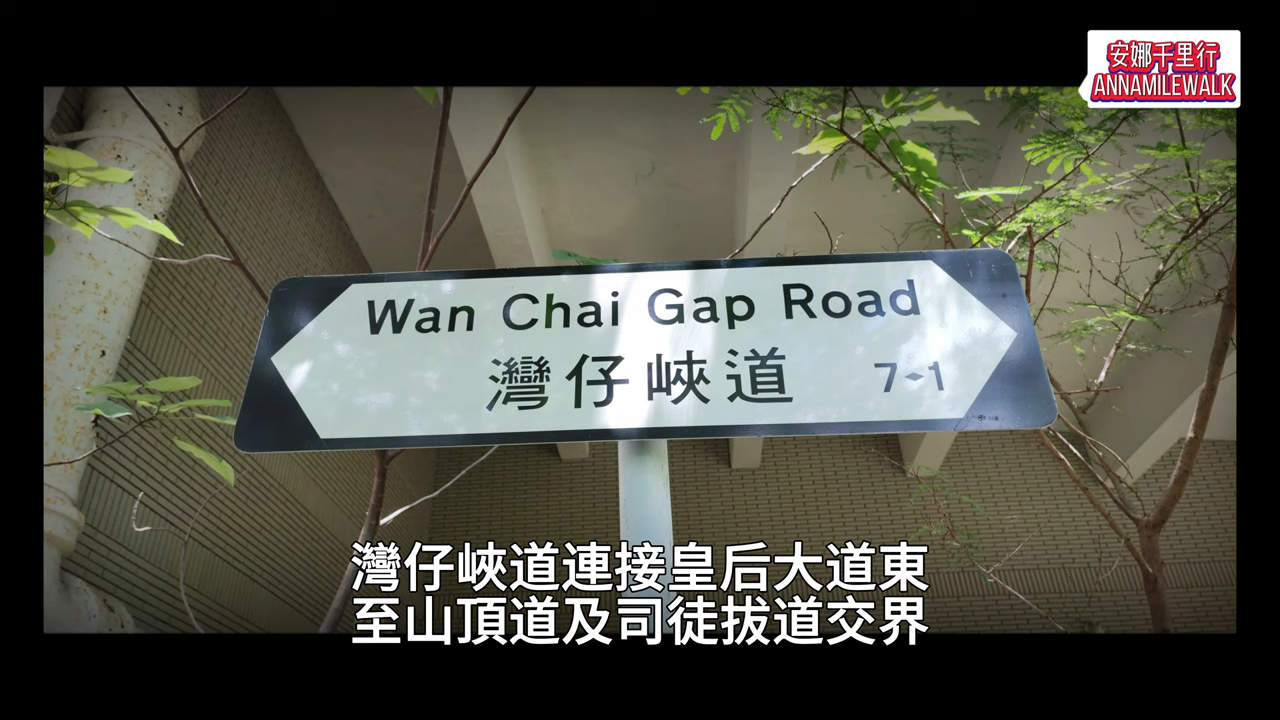 安娜千里行
ANNAMILEWALK
Wan Chai Gap Road
灣仔峽道 7-1
灣仔峽道連接皇后大道東
至山頂道及司徒拔道交界